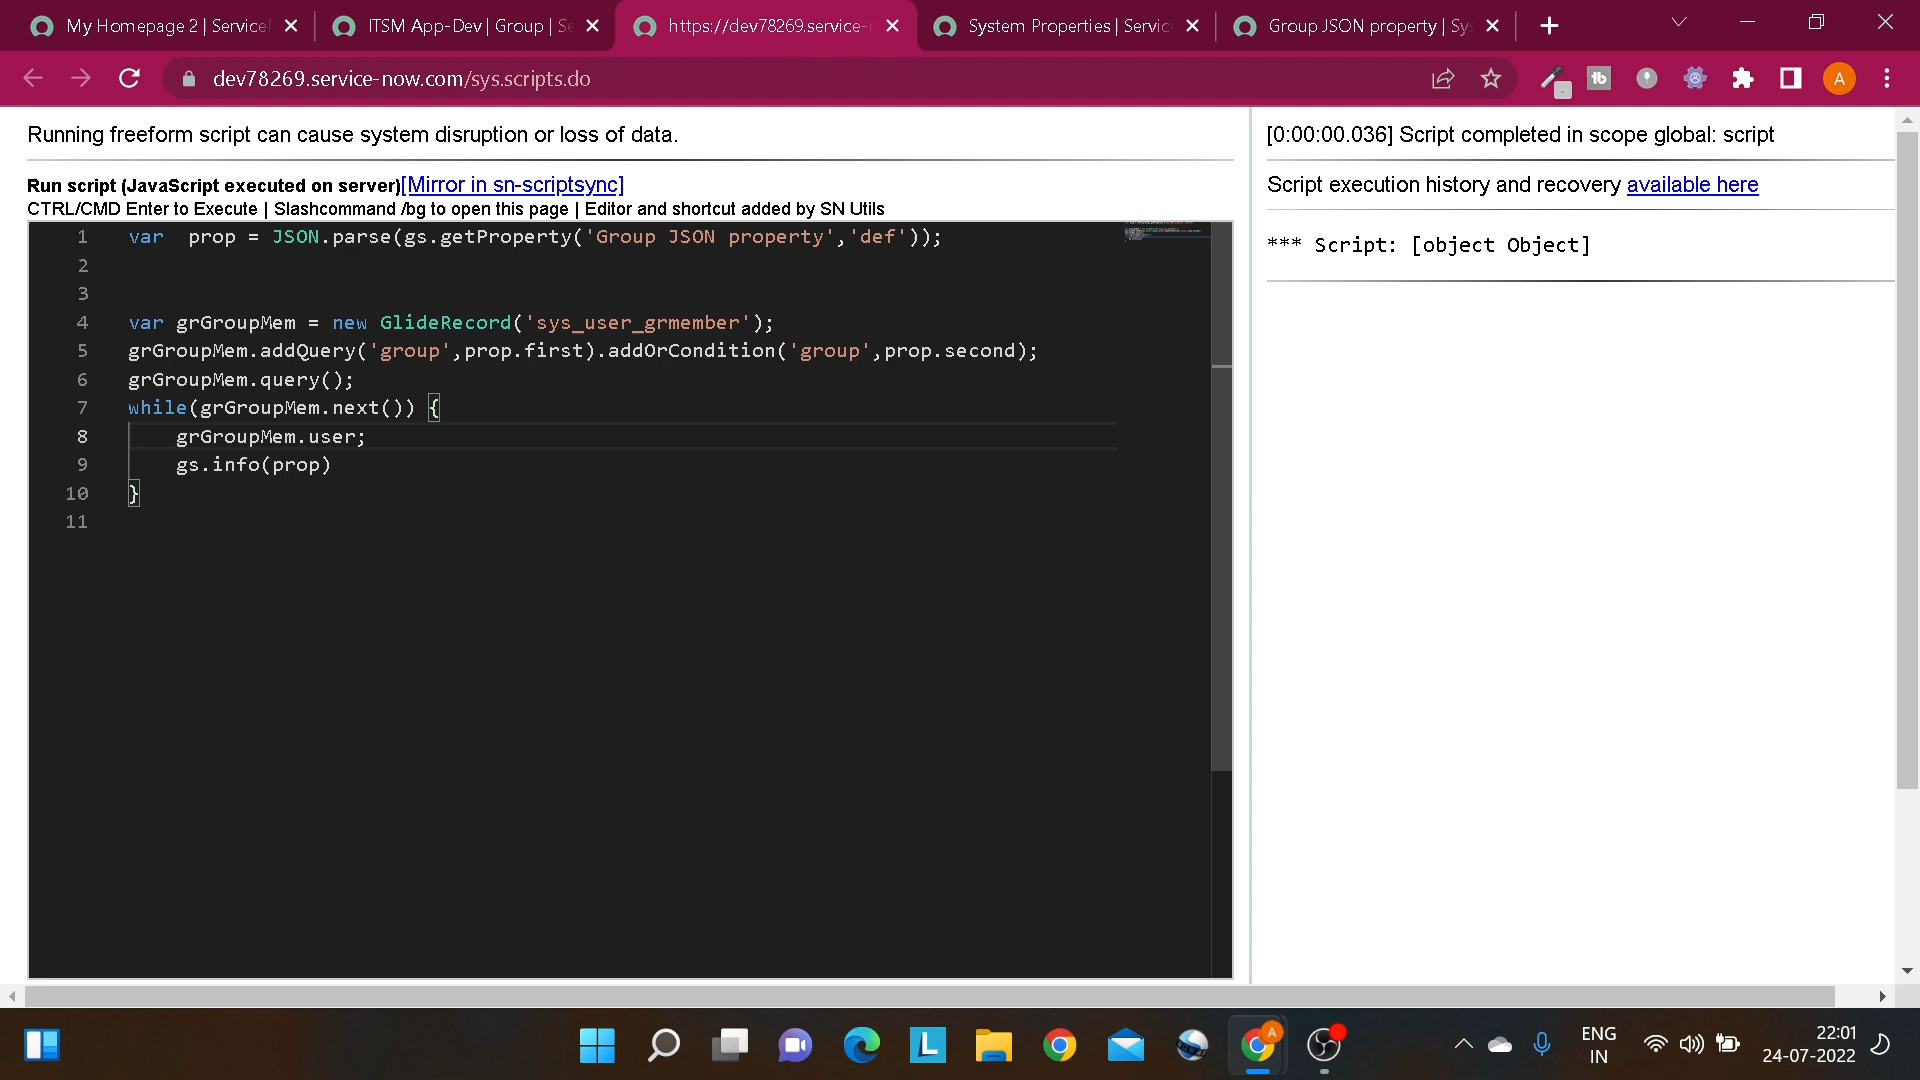 My Homepage 2 | Service
ITSM App-Dev | Group | Se
https://dev78269.service-
System Properties | Servic
Group JSON property | Sy
dev78269.service-now.com/sys.scripts.do
A
Running freeform script can cause system disruption or loss of data.
Run script (JavaScript executed on server)[Mirror in sn-scriptsync]
CTRL/CMD Enter to Execute | Slashcommand /bg to open this page | Editor and shortcut added by SN Utils
1 var  prop = JSON.parse(gs.getProperty('Group JSON property','def'));
2
3
4 var grGroupMem = new GlideRecord('sys_user_grmember');
5 grGroupMem.addQuery('group',prop.first).addOrCondition('group',prop.second);
6 grGroupMem.query();
7 while(grGroupMem.next()) {
8     grGroupMem.user;
9     gs.info(prop)
10 }
11
[0:00:00.036] Script completed in scope global: script
Script execution history and recovery available here
*** Script: [object Object]
L
A
ENG
IN
22:01
24-07-2022